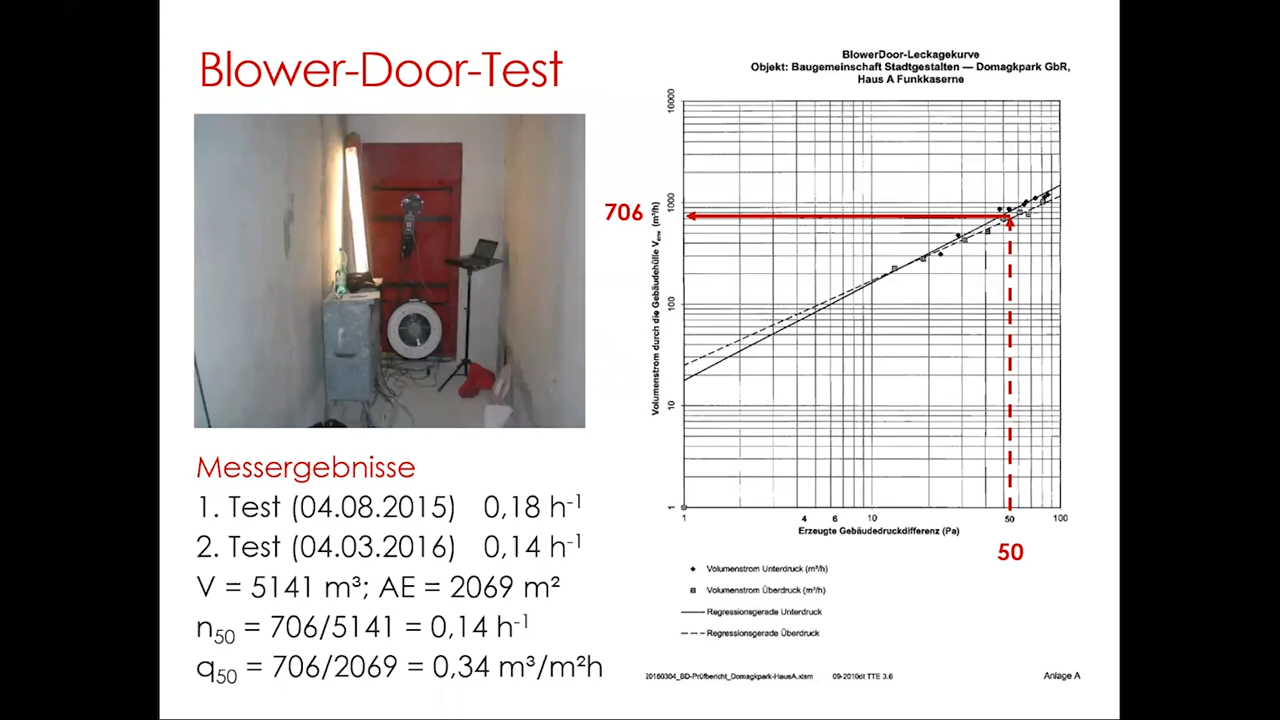 Blower-Door-Test
Messergebnisse
1. Test (04.08.2015) 0,18 h⁻¹
2. Test (04.03.2016) 0,14 h⁻¹
V = 5141 m³; AE = 2069 m²
n₅₀ = 706/5141 = 0,14 h⁻¹
q₅₀ = 706/2069 = 0,34 m³/m²h
BlowerDoor-Leckagekurve
Objekt: Baugemeinschaft Stadtgestalten — Domagkpark GbR,
Haus A Funkkaserne
Volumenstrom durch die Gebäudehülle V (m³/h)
10000
1000
706
100
10
1
1 4 6 10 50 100
Erzeugte Gebäudedruckdifferenz (Pa)
50
Volumenstrom Unterdruck (m³/h)
Volumenstrom Überdruck (m³/h)
Regressionsgerade Unterdruck
Regressionsgerade Überdruck
20160304_BD-Prüfbericht_Domagkpark-HausA.xlsm 09-2010dt TTE 3.6 Anlage A